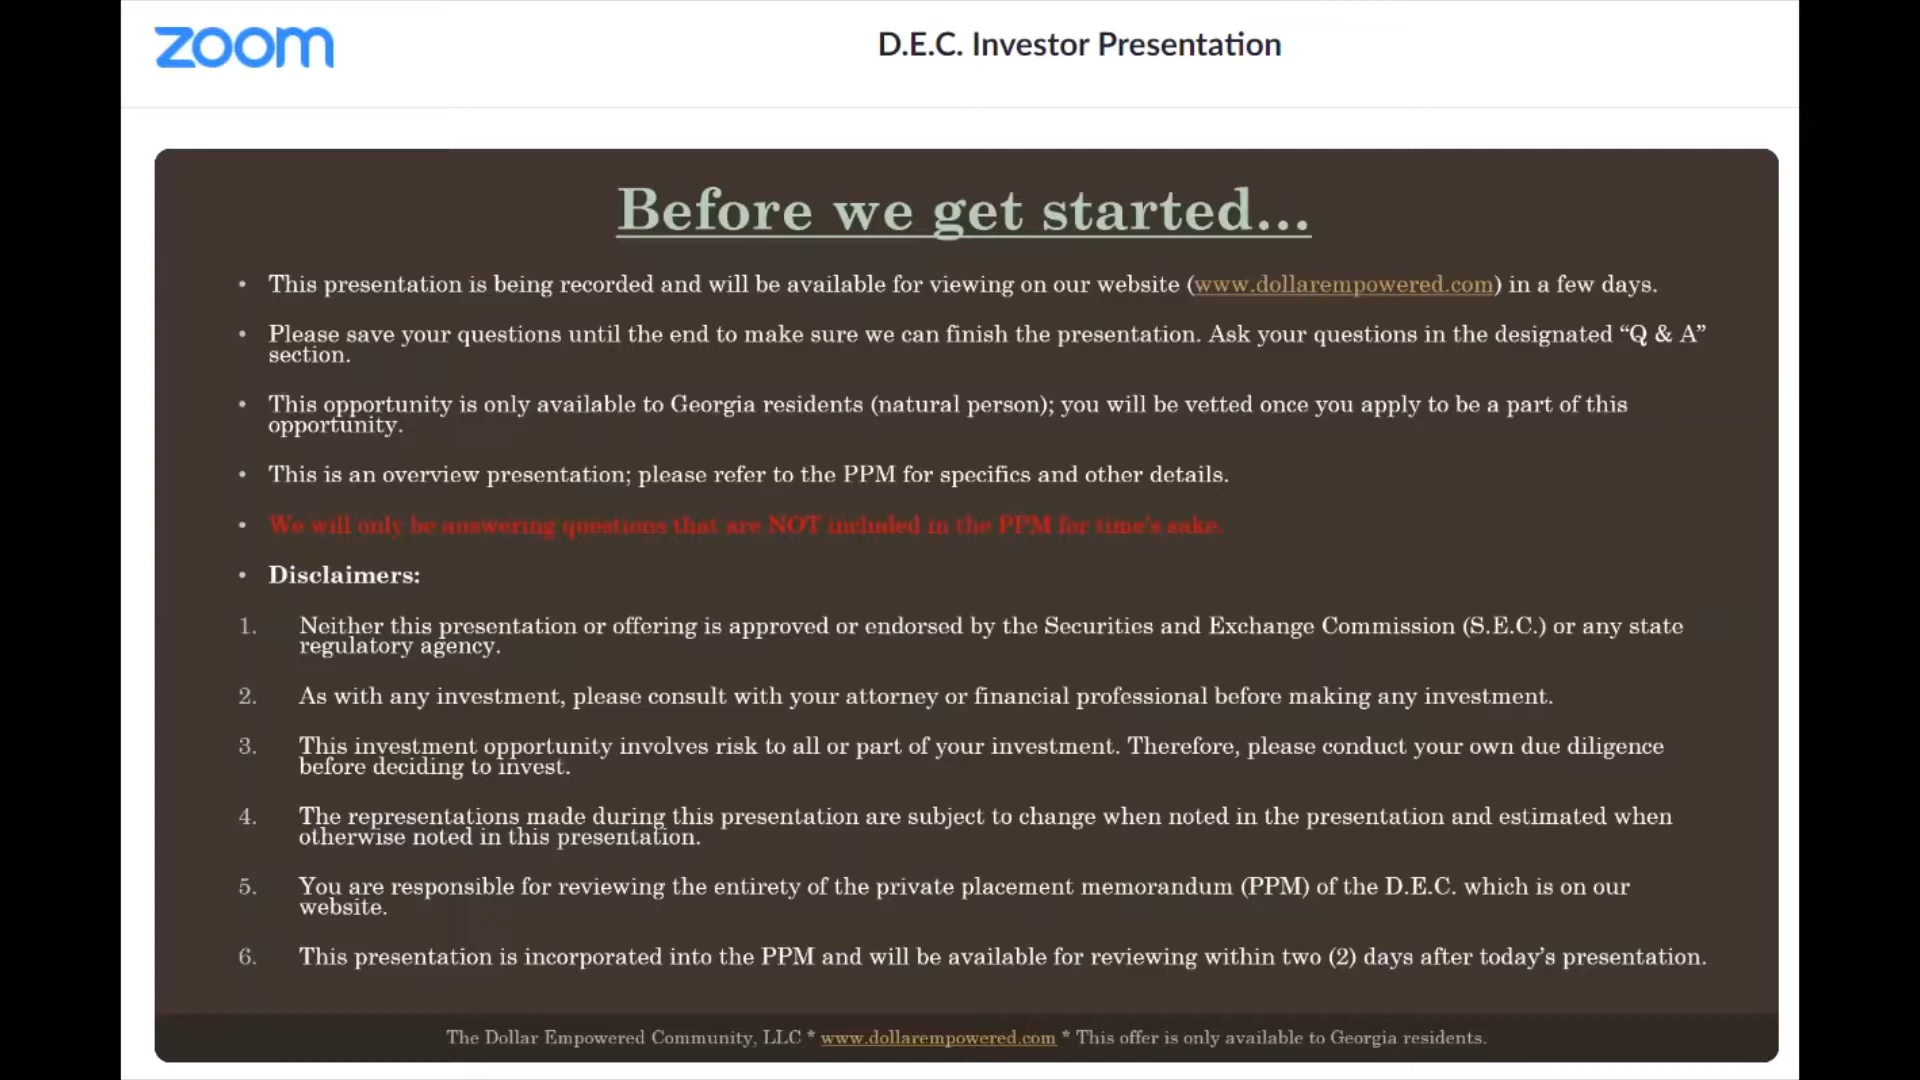 zoom
D.E.C. Investor Presentation
Before we get started...
• This presentation is being recorded and will be available for viewing on our website (www.dollarempowered.com) in a few days.
• Please save your questions until the end to make sure we can finish the presentation. Ask your questions in the designated “Q & A”
section.
• This opportunity is only available to Georgia residents (natural person); you will be vetted once you apply to be a part of this
opportunity.
• This is an overview presentation; please refer to the PPM for specifics and other details.
• We will only be answering questions that are NOT included in the PPM for time's sake.
• Disclaimers:
1. Neither this presentation or offering is approved or endorsed by the Securities and Exchange Commission (S.E.C.) or any state
regulatory agency.
2. As with any investment, please consult with your attorney or financial professional before making any investment.
3. This investment opportunity involves risk to all or part of your investment. Therefore, please conduct your own due diligence
before deciding to invest.
4. The representations made during this presentation are subject to change when noted in the presentation and estimated when
otherwise noted in this presentation.
5. You are responsible for reviewing the entirety of the private placement memorandum (PPM) of the D.E.C. which is on our
website.
6. This presentation is incorporated into the PPM and will be available for reviewing within two (2) days after today’s presentation.
The Dollar Empowered Community, LLC * www.dollarempowered.com * This offer is only available to Georgia residents.